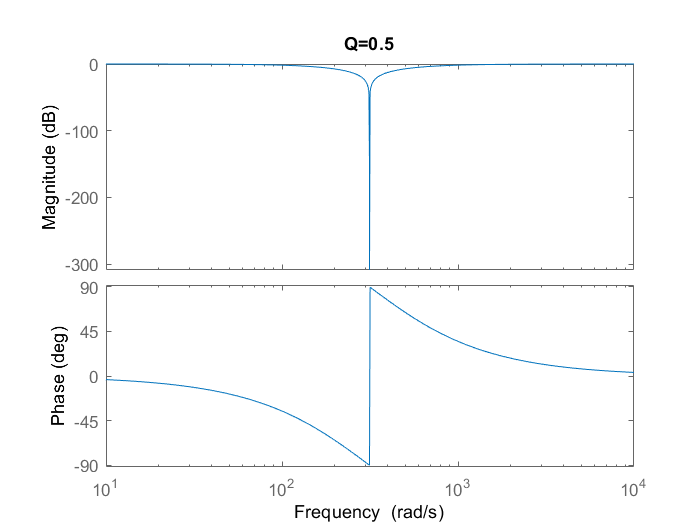 Q=0.5
Magnitude (dB)
0
-100
-200
-300
Phase (deg)
90
45
0
-45
-90
10^1 10^2 10^3 10^4
Frequency (rad/s)